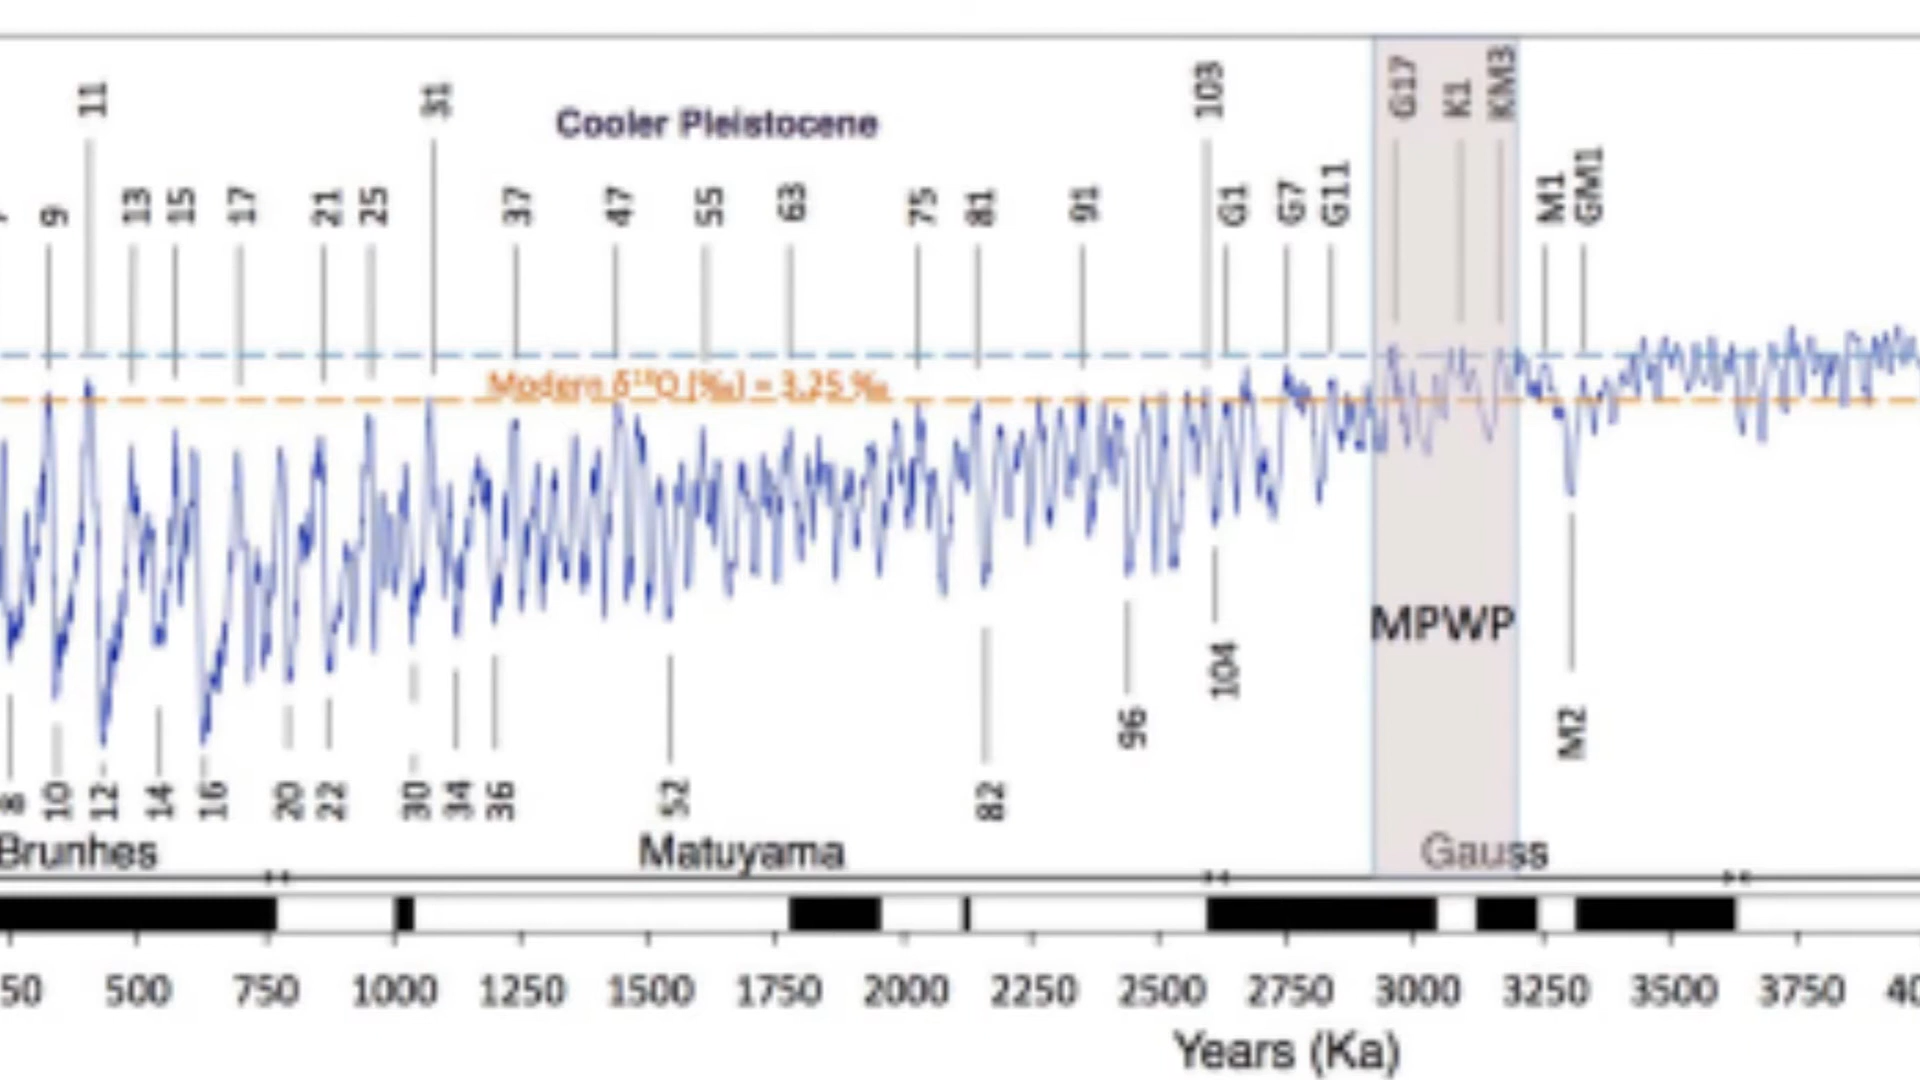 11
31
Cooler Pleistocene
103
G17
K1
KM3
9
13
15
17
21
25
37
47
55
63
75
81
91
G1
G7
G11
M1
GM1
Modern δ¹⁸O (‰) = 3.25 ‰
MPWP
104
96
M2
8
10
12
14
16
20
22
30
34
36
52
82
Brunhes
Matuyama
Gauss
50 500 750 1000 1250 1500 1750 2000 2250 2500 2750 3000 3250 3500 3750 40
Years (Ka)